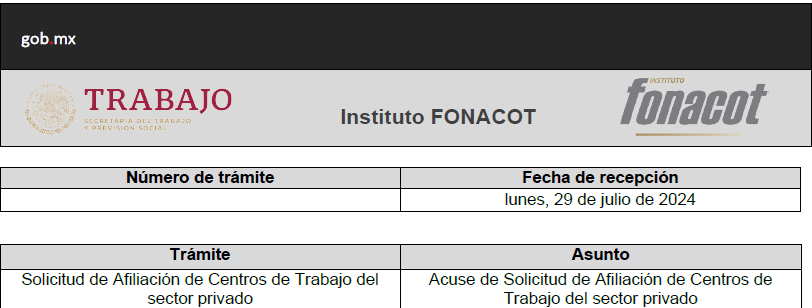 gob.mx
TRABAJO
SECRETARÍA DEL TRABAJO
Y PREVISIÓN SOCIAL
Instituto FONACOT
INSTITUTO
fonacot
Número de trámite
Fecha de recepción
lunes, 29 de julio de 2024
Trámite
Asunto
Solicitud de Afiliación de Centros de Trabajo del
sector privado
Acuse de Solicitud de Afiliación de Centros de
Trabajo del sector privado